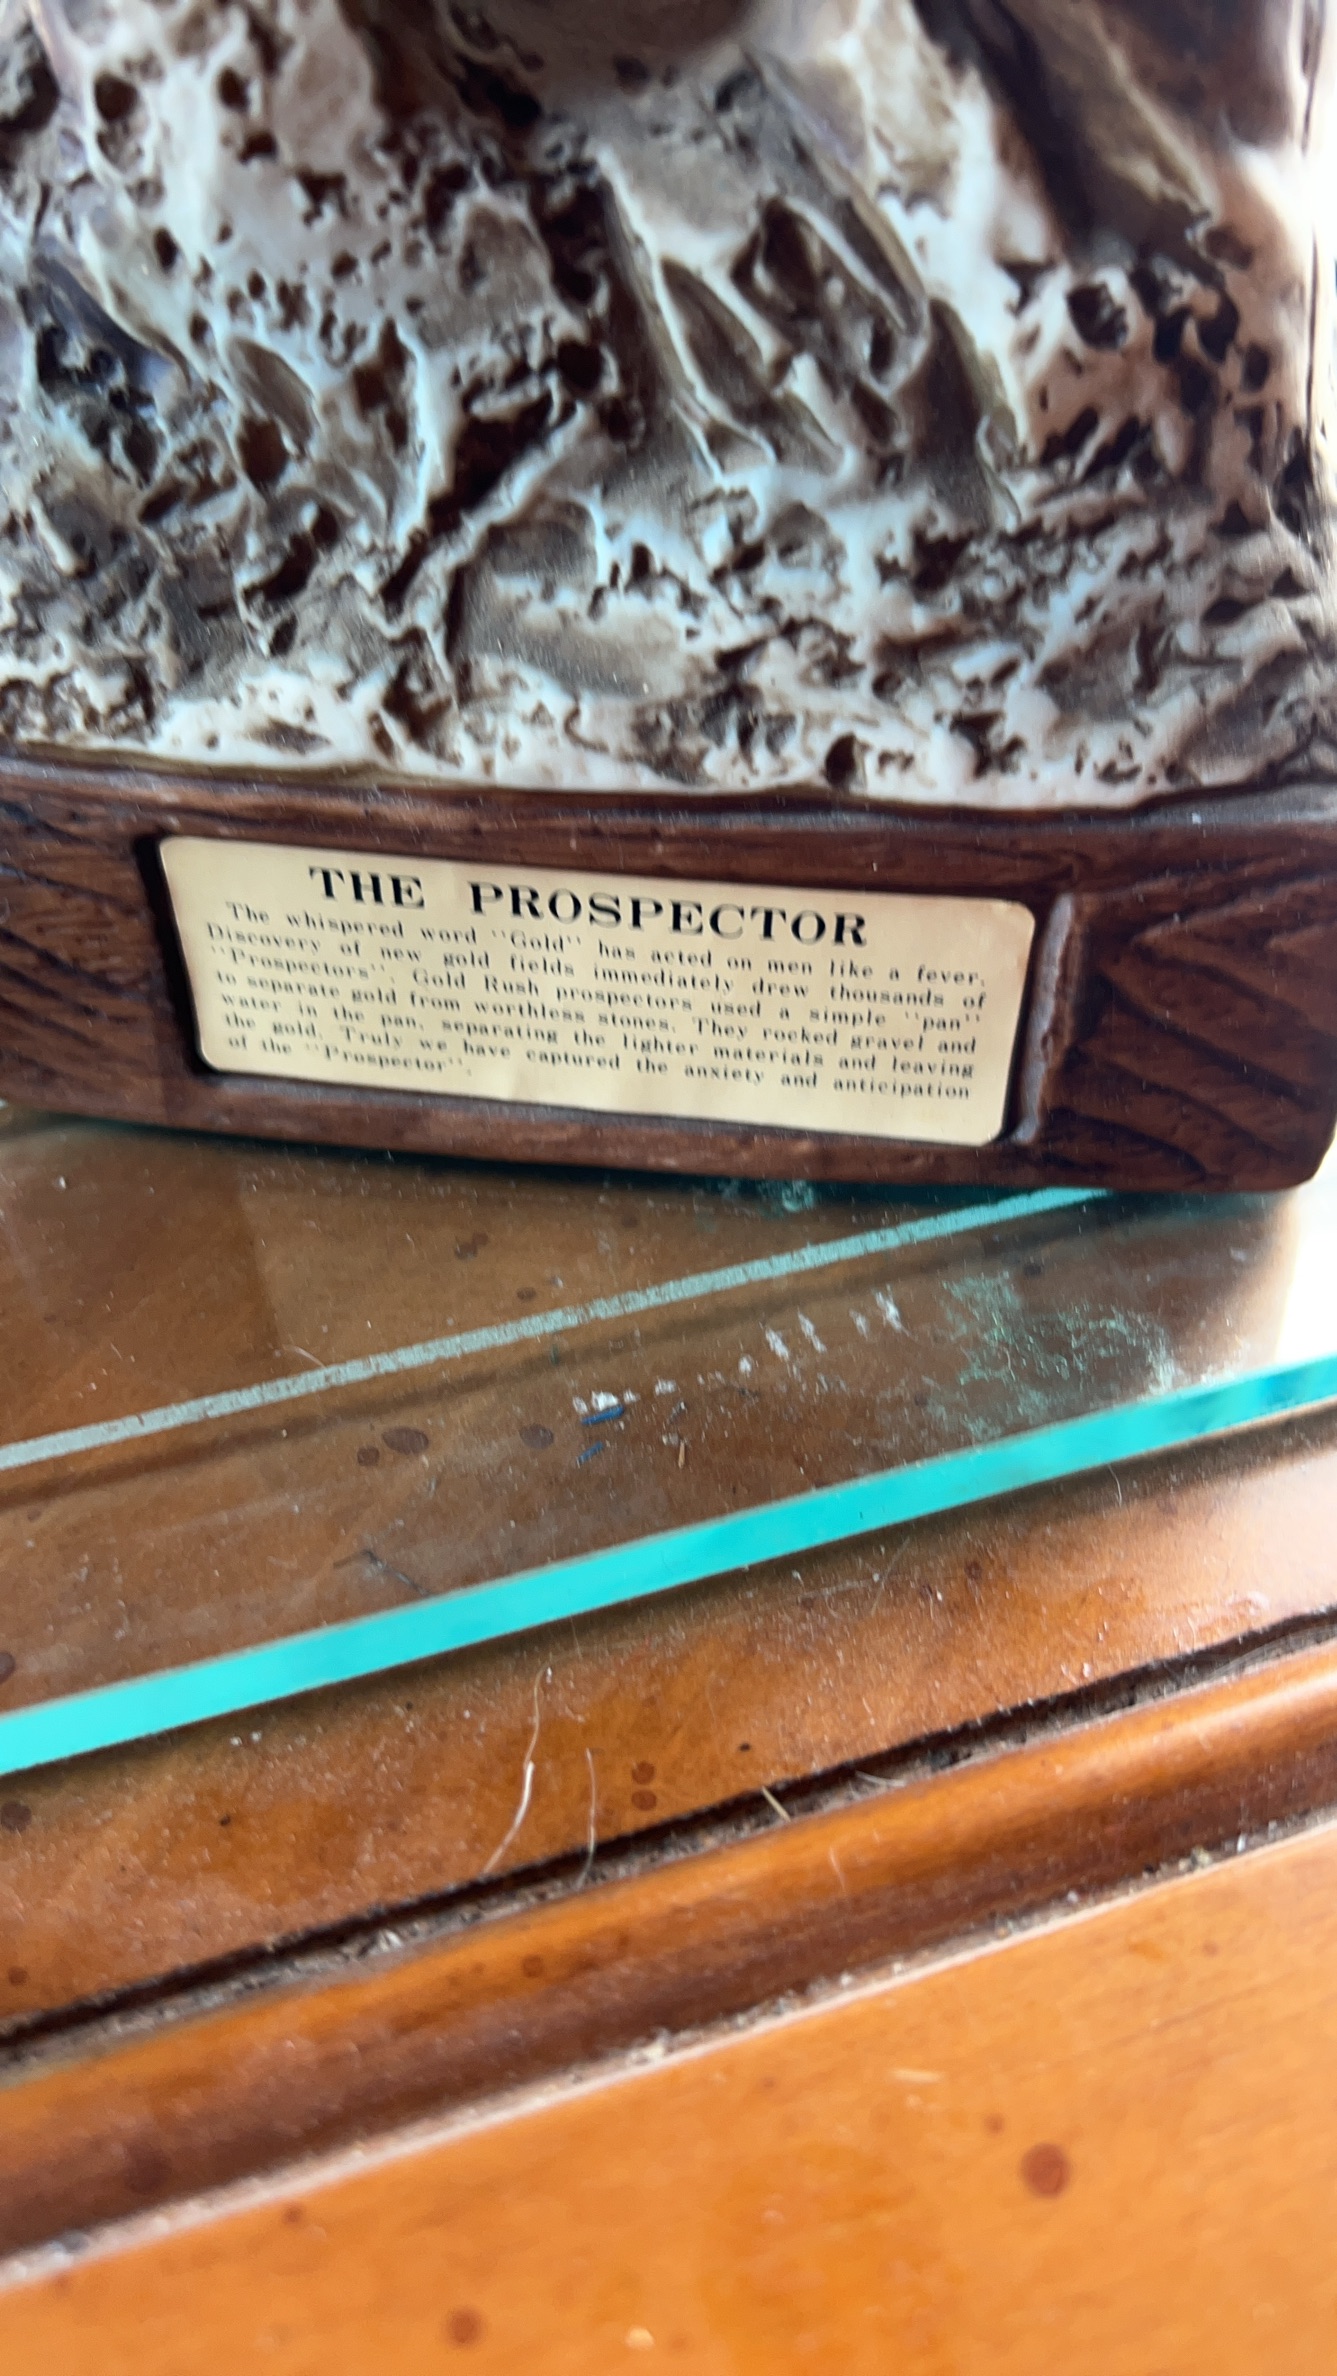 THE PROSPECTOR
The whispered word "Gold" has acted on men like a fever.
Discovery of new gold fields immediately drew thousands of
"Prospectors". Gold Rush prospectors used a simple "pan"
to separate gold from worthless stones. They rocked gravel and
water in the pan, separating the lighter materials and leaving
the gold. Truly we have captured the anxiety and anticipation
of the "Prospector".